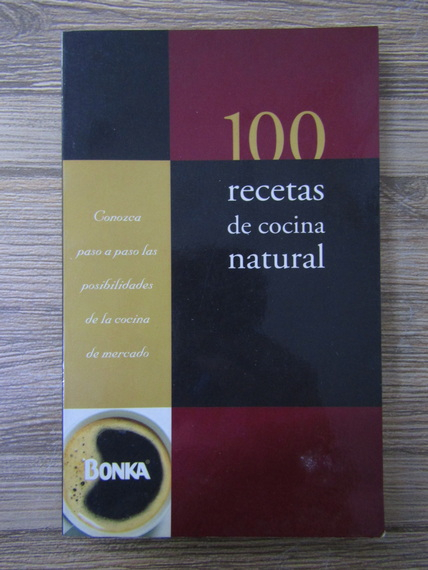 100
recetas
de cocina
natural
Conozca
paso a paso las
posibilidades
de la cocina
de mercado
BONKA